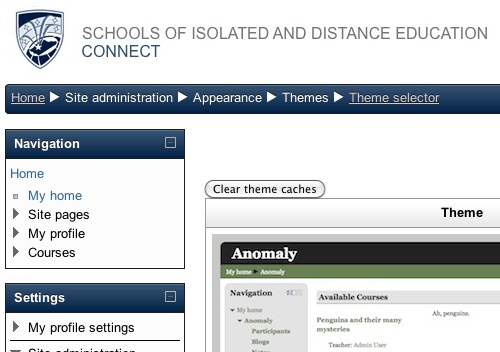 SCHOOLS OF ISOLATED AND DISTANCE EDUCATION
CONNECT
Home ▶ Site administration ▶ Appearance ▶ Themes ▶ Theme selector
Navigation
Home
My home
Site pages
My profile
Courses
Settings
My profile settings
Site administration
Clear theme caches
Theme
Anomaly
My home ▶ Anomaly
Navigation
My home
Anomaly
Participants
Blogs
Notes
Available Courses
Penguins and their many
mysteries
Teacher: Admin User
Ah, penguins.